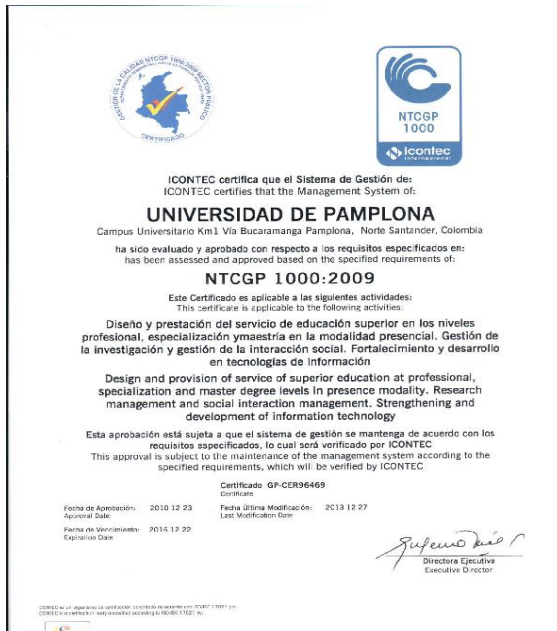 GESTIÓN DE LA CALIDAD NTCGP 1000:2009 SECTOR PÚBLICO
CERTIFICADO
NTCGP
1000
icontec
internacional
ICONTEC certifica que el Sistema de Gestión de:
ICONTEC certifies that the Management System of:
UNIVERSIDAD DE PAMPLONA
Campus Universitario Km1 Vía Bucaramanga Pamplona, Norte Santander, Colombia
ha sido evaluado y aprobado con respecto a los requisitos especificados en:
has been assessed and approved based on the specified requirements of:
NTCGP 1000:2009
Este Certificado es aplicable a las siguientes actividades:
This certificate is applicable to the following activities:
Diseño y prestación del servicio de educación superior en los niveles
profesional, especialización ymaestría en la modalidad presencial. Gestión de
la investigación y gestión de la interacción social. Fortalecimiento y desarrollo
en tecnologías de Información
Design and provision of service of superior education at professional,
specialization and master degree levels in presence modality. Research
management and social interaction management. Strengthening and
development of information technology
Esta aprobación está sujeta a que el sistema de gestión se mantenga de acuerdo con los
requisitos especificados, lo cual será verificado por ICONTEC
This approval is subject to the maintenance of the management system according to the
specified requirements, which will be verified by ICONTEC
Certificado GP-CER96469
Certificate
Fecha de Aprobación: 2010 12 23 Fecha Última Modificación: 2013 12 27
Approval Date: Last Modification Date
Fecha de Vencimiento: 2016 12 22
Expiration Date
Directora Ejecutiva
Executive Director